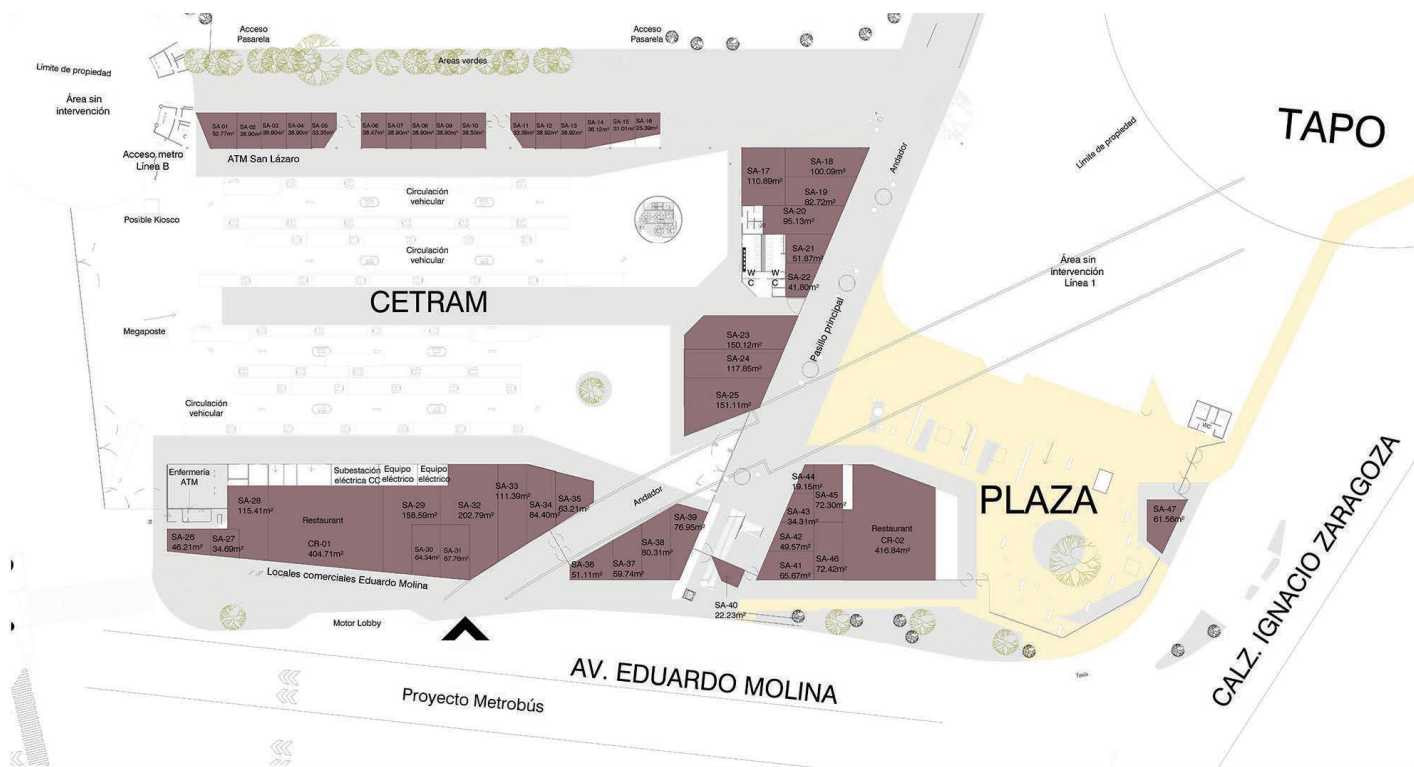 Acceso
Pasarela
Acceso
Pasarela
Áreas verdes
Límite de propiedad
Área sin
intervención
TAPO
SA-01
52.77m²
SA-02
38.90m²
SA-03
38.90m²
SA-04
38.90m²
SA-05
33.35m²
SA-06
38.47m²
SA-07
38.60m²
SA-08
38.90m²
SA-09
38.90m²
SA-10
38.50m²
SA-11
33.39m²
SA-12
38.92m²
SA-13
38.92m²
SA-14
36.12m²
SA-15
31.01m²
SA-16
25.39m²
Acceso metro
Línea B
ATM San Lázaro
Andador
Límite de propiedad
SA-17
110.89m²
SA-18
100.09m²
SA-19
82.72m²
SA-20
95.13m²
SA-21
51.87m²
SA-22
41.80m²
W
C
W
C
Circulación
vehicular
Posible Kiosco
Circulación
vehicular
Área sin
intervención
Línea 1
CETRAM
Pasillo principal
Megaposte
SA-23
150.12m²
SA-24
117.85m²
SA-25
151.11m²
Circulación
vehicular
WC
Enfermería
ATM
Subestación
eléctrica CC
Equipo
eléctrico
Equipo
eléctrico
SA-28
115.41m²
Restaurant
CR-01
404.71m²
SA-29
158.59m²
SA-32
202.79m²
SA-33
111.39m²
SA-34
84.40m²
SA-35
63.21m²
SA-26
46.21m²
SA-27
34.69m²
SA-30
64.34m²
SA-31
67.76m²
Andador
SA-36
51.11m²
SA-37
59.74m²
SA-38
80.31m²
SA-39
76.95m²
SA-40
22.23m²
SA-44
19.15m²
SA-45
72.30m²
SA-43
34.31m²
SA-42
49.57m²
SA-41
65.67m²
SA-46
72.42m²
Restaurant
CR-02
416.84m²
PLAZA
SA-47
61.56m²
Locales comerciales Eduardo Molina
Motor Lobby
AV. EDUARDO MOLINA
Proyecto Metrobús
CALZ. IGNACIO ZARAGOZA